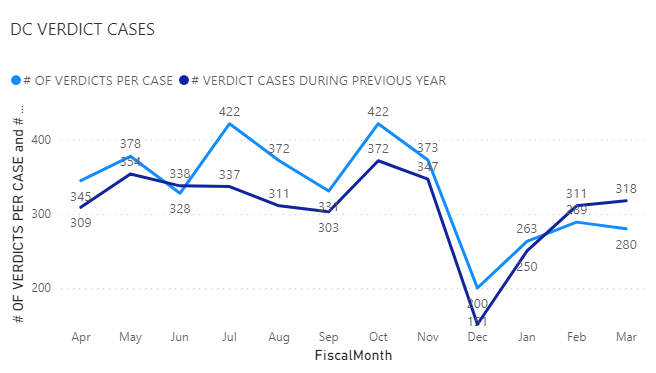 DC VERDICT CASES
# OF VERDICTS PER CASE # VERDICT CASES DURING PREVIOUS YEAR
# OF VERDICTS PER CASE and # ...
400
300
200
345 378 328 422 372 331 422 373 200 263 289 280
309 354 338 337 311 303 372 347 151 250 311 318
Apr May Jun Jul Aug Sep Oct Nov Dec Jan Feb Mar
FiscalMonth